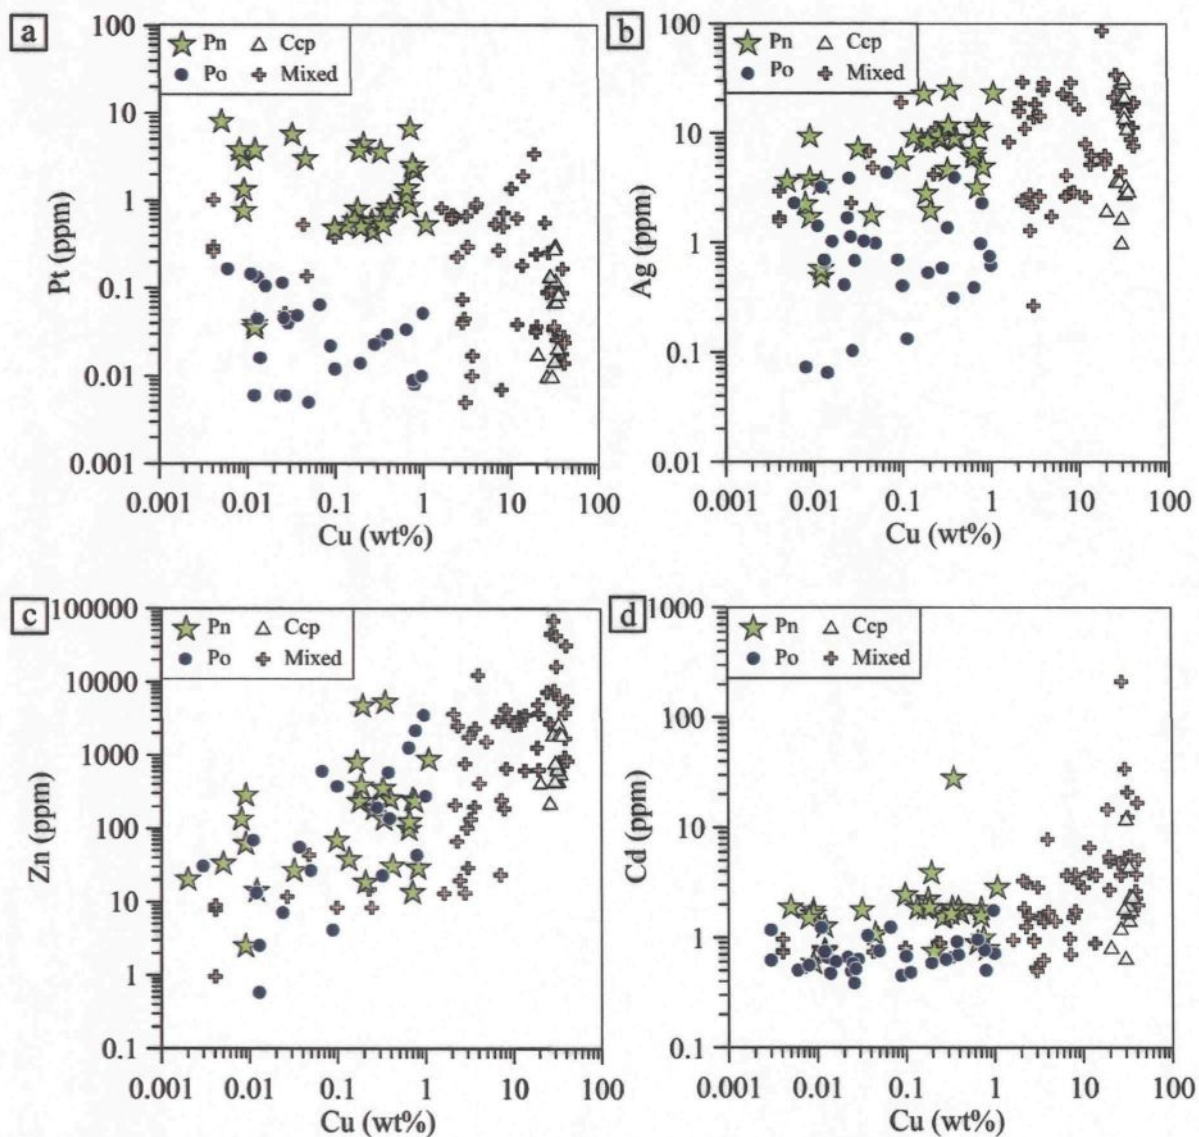 a
Pn
Ccp
Po
Mixed
100
10
1
0.1
0.01
0.001
Pt (ppm)
0.001 0.01 0.1 1 10 100
Cu (wt%)
b
Pn
Ccp
Po
Mixed
100
10
1
0.1
0.01
Ag (ppm)
0.001 0.01 0.1 1 10 100
Cu (wt%)
c
Pn
Ccp
Po
Mixed
100000
10000
1000
100
10
1
0.1
Zn (ppm)
0.001 0.01 0.1 1 10 100
Cu (wt%)
d
Pn
Ccp
Po
Mixed
1000
100
10
1
0.1
Cd (ppm)
0.001 0.01 0.1 1 10 100
Cu (wt%)